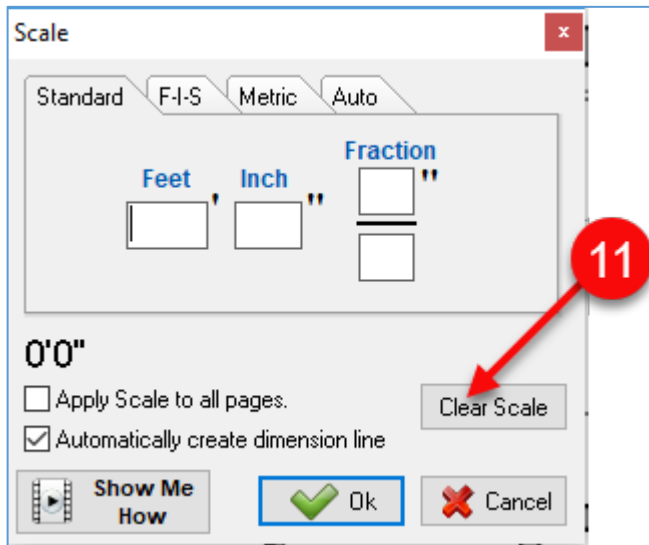 Scale
x
Standard F-I-S Metric Auto
Fraction
Feet Inch
' " "
11
0'0"
Apply Scale to all pages.
Clear Scale
Automatically create dimension line
Show Me
How
Ok
Cancel